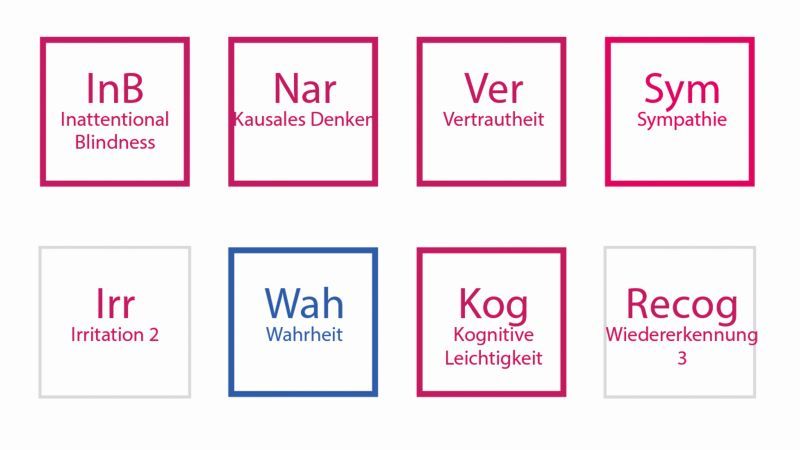 InB
Inattentional
Blindness
Nar
Kausales Denken
Ver
Vertrautheit
Sym
Sympathie
Irr
Irritation 2
Wah
Wahrheit
Kog
Kognitive
Leichtigkeit
Recog
Wiedererkennung
3